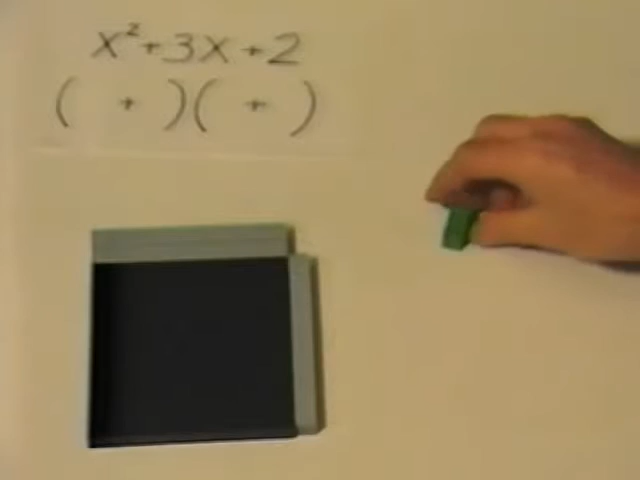 x²+3x+2
( + )( + )